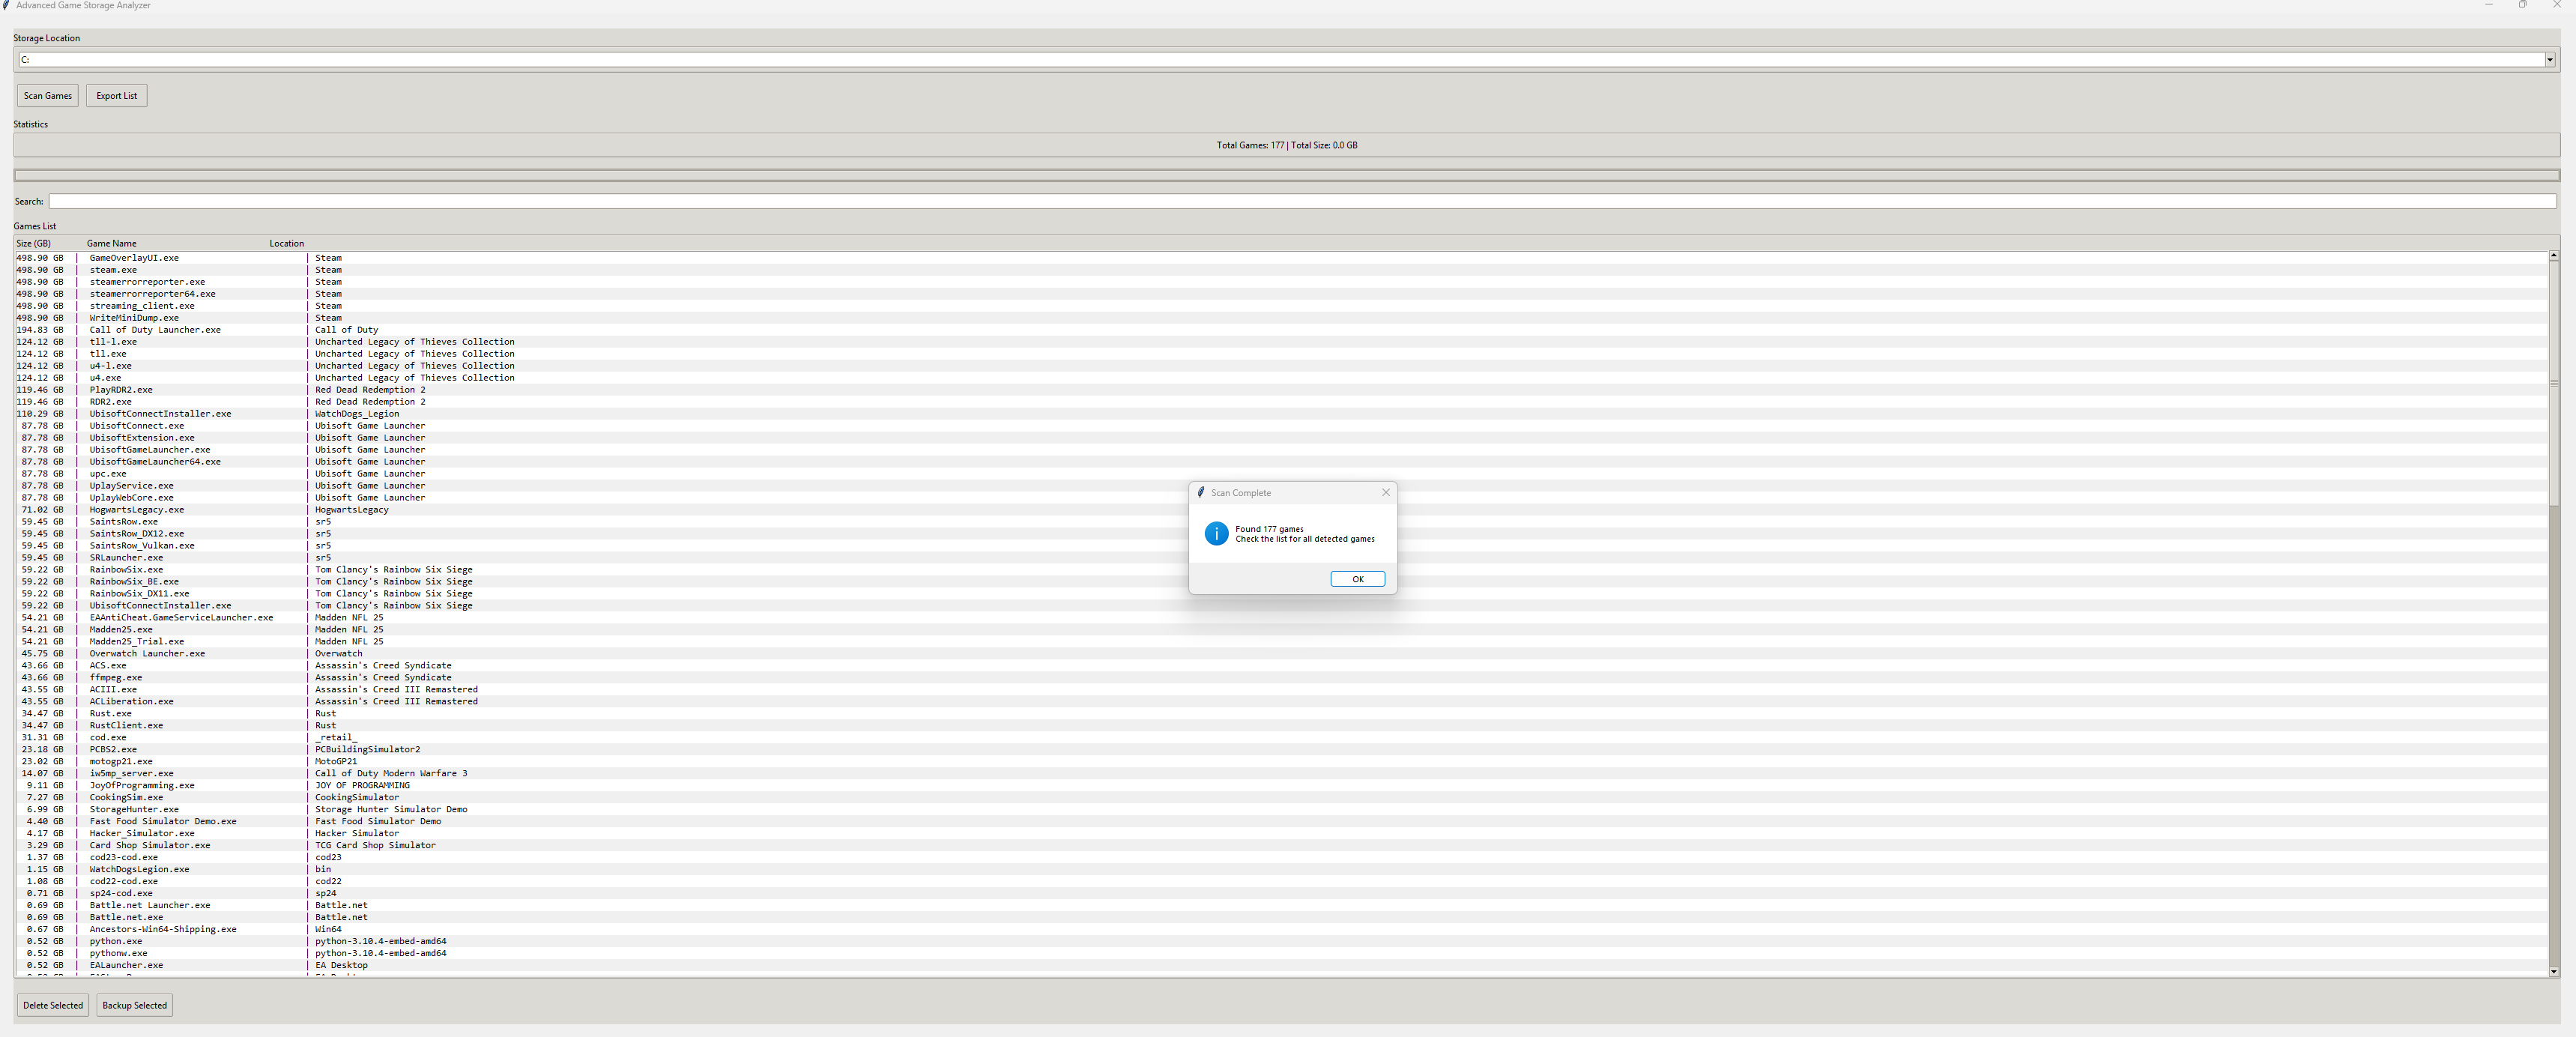 Advanced Game Storage Analyzer
Storage Location
C:
Scan Games Export List
Statistics
Total Games: 177 | Total Size: 0.0 GB
Search:
Games List
Size (GB) Game Name Location
498.90 GB | GameOverlayUI.exe | Steam
498.90 GB | steam.exe | Steam
498.90 GB | steamerrorreporter.exe | Steam
498.90 GB | steamerrorreporter64.exe | Steam
498.90 GB | streaming_client.exe | Steam
498.90 GB | WriteMiniDump.exe | Steam
194.83 GB | Call of Duty Launcher.exe | Call of Duty
124.12 GB | tll-l.exe | Uncharted Legacy of Thieves Collection
124.12 GB | tll.exe | Uncharted Legacy of Thieves Collection
124.12 GB | u4-l.exe | Uncharted Legacy of Thieves Collection
124.12 GB | u4.exe | Uncharted Legacy of Thieves Collection
119.46 GB | PlayRDR2.exe | Red Dead Redemption 2
119.46 GB | RDR2.exe | Red Dead Redemption 2
110.29 GB | UbisoftConnectInstaller.exe | WatchDogs_Legion
87.78 GB | UbisoftConnect.exe | Ubisoft Game Launcher
87.78 GB | UbisoftExtension.exe | Ubisoft Game Launcher
87.78 GB | UbisoftGameLauncher.exe | Ubisoft Game Launcher
87.78 GB | UbisoftGameLauncher64.exe | Ubisoft Game Launcher
87.78 GB | upc.exe | Ubisoft Game Launcher
87.78 GB | UplayService.exe | Ubisoft Game Launcher
87.78 GB | UplayWebCore.exe | Ubisoft Game Launcher
71.02 GB | HogwartsLegacy.exe | HogwartsLegacy
59.45 GB | SaintsRow.exe | sr5
59.45 GB | SaintsRow_DX12.exe | sr5
59.45 GB | SaintsRow_Vulkan.exe | sr5
59.45 GB | SRLauncher.exe | sr5
59.22 GB | RainbowSix.exe | Tom Clancy's Rainbow Six Siege
59.22 GB | RainbowSix_BE.exe | Tom Clancy's Rainbow Six Siege
59.22 GB | RainbowSix_DX11.exe | Tom Clancy's Rainbow Six Siege
59.22 GB | UbisoftConnectInstaller.exe | Tom Clancy's Rainbow Six Siege
54.21 GB | EAAntiCheat.GameServiceLauncher.exe | Madden NFL 25
54.21 GB | Madden25.exe | Madden NFL 25
54.21 GB | Madden25_Trial.exe | Madden NFL 25
45.75 GB | Overwatch Launcher.exe | Overwatch
43.66 GB | ACS.exe | Assassin's Creed Syndicate
43.66 GB | ffmpeg.exe | Assassin's Creed Syndicate
43.55 GB | ACIII.exe | Assassin's Creed III Remastered
43.55 GB | ACLiberation.exe | Assassin's Creed III Remastered
34.47 GB | Rust.exe | Rust
34.47 GB | RustClient.exe | Rust
31.31 GB | cod.exe | _retail_
23.18 GB | PCBS2.exe | PCBuildingSimulator2
23.02 GB | motogp21.exe | MotoGP21
14.07 GB | iw5mp_server.exe | Call of Duty Modern Warfare 3
9.11 GB | JoyOfProgramming.exe | JOY OF PROGRAMMING
7.27 GB | CookingSim.exe | CookingSimulator
6.99 GB | StorageHunter.exe | Storage Hunter Simulator Demo
4.40 GB | Fast Food Simulator Demo.exe | Fast Food Simulator Demo
4.17 GB | Hacker_Simulator.exe | Hacker Simulator
3.29 GB | Card Shop Simulator.exe | TCG Card Shop Simulator
1.37 GB | cod23-cod.exe | cod23
1.15 GB | WatchDogsLegion.exe | bin
1.08 GB | cod22-cod.exe | cod22
0.71 GB | sp24-cod.exe | sp24
0.69 GB | Battle.net Launcher.exe | Battle.net
0.69 GB | Battle.net.exe | Battle.net
0.67 GB | Ancestors-Win64-Shipping.exe | Win64
0.52 GB | python.exe | python-3.10.4-embed-amd64
0.52 GB | pythonw.exe | python-3.10.4-embed-amd64
0.52 GB | EALauncher.exe | EA Desktop
Scan Complete
Found 177 games
Check the list for all detected games
OK
Delete Selected Backup Selected